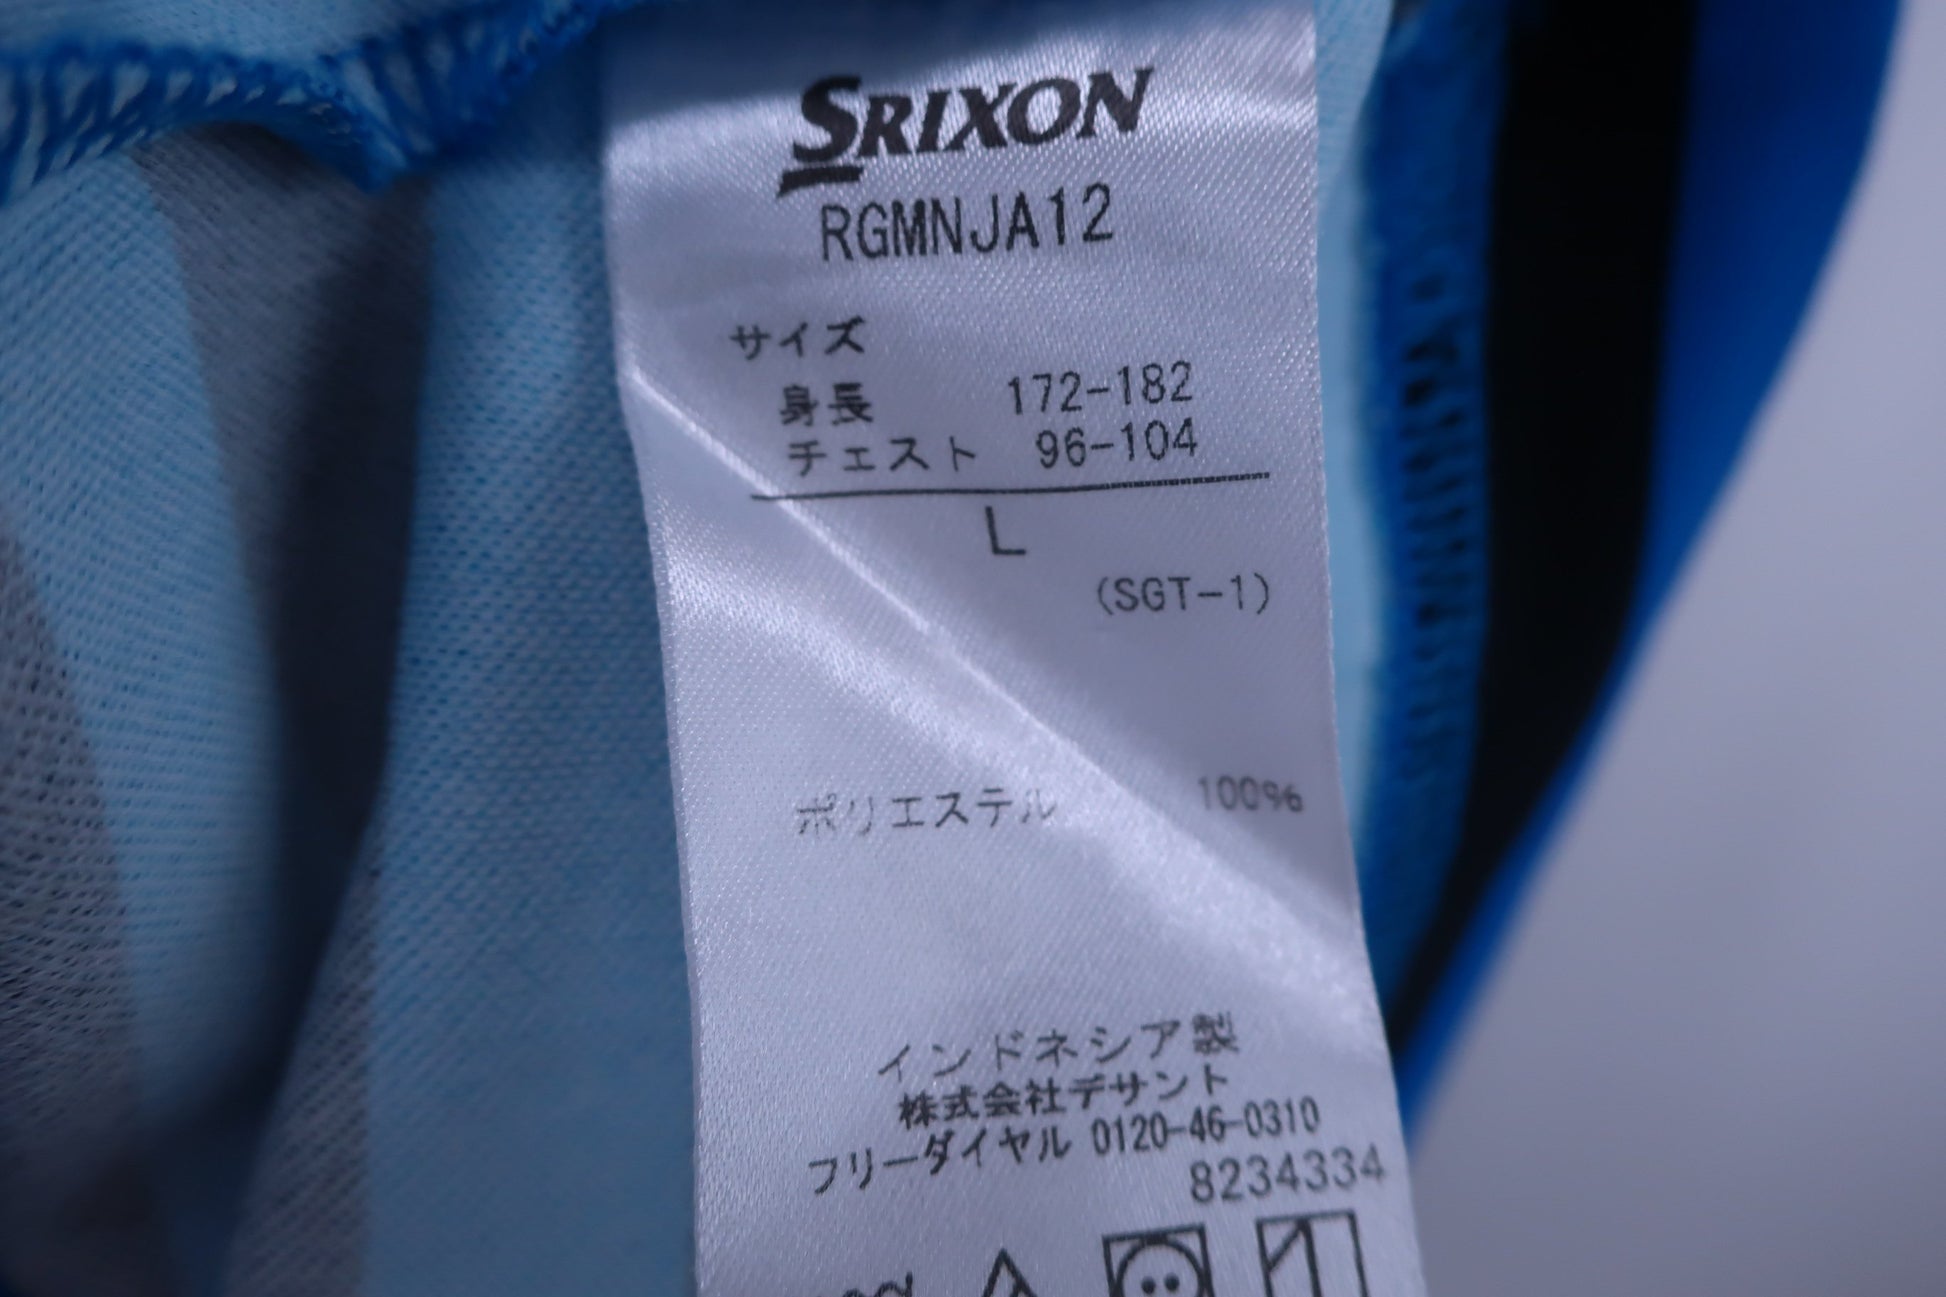 SRIXON
RGMNJA12
サイズ
身長 172-182
チェスト 96-104
L
(SGT-1)
ポリエステル 100%
インドネシア製
株式会社デサント
フリーダイヤル 0120-46-0310
8234334